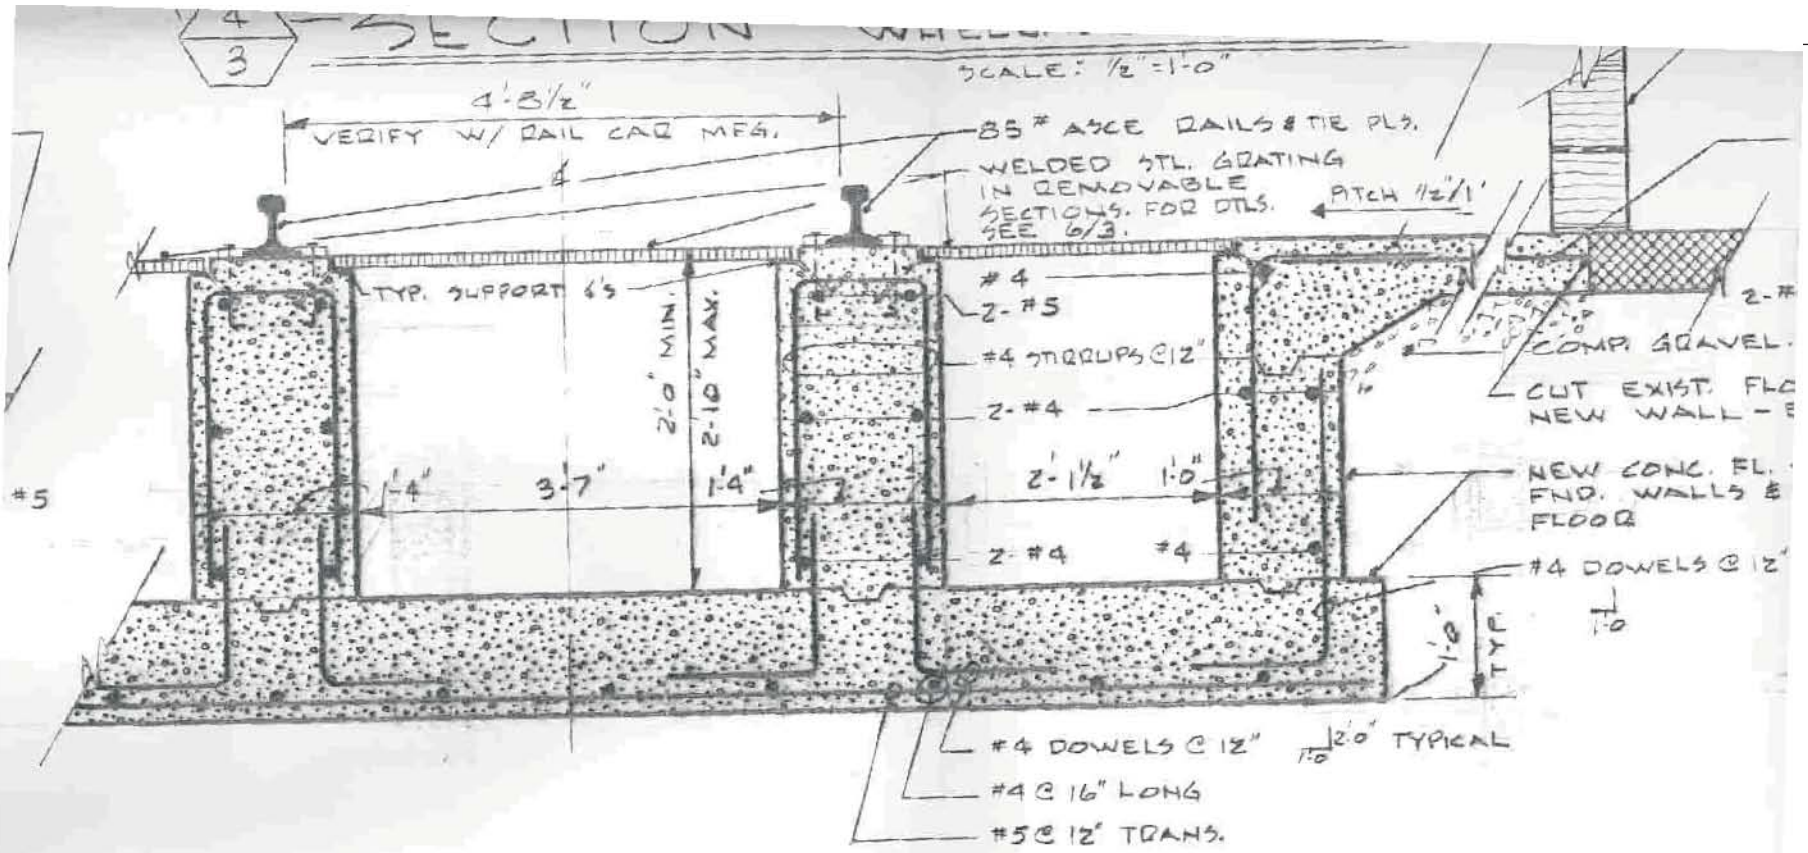 4
3
SECTION
SCALE: 1/2"=1'-0"
4'-8 1/2"
VERIFY W/ RAIL CAR MFG.
85# ASCE RAILS & TIE PLS.
WELDED STL. GRATING
IN REMOVABLE
SECTIONS. FOR DTLS.
SEE 6/3.
PITCH 1/2"/1'
TYP. SUPPORT ∠'S
2'-0" MIN.
2'-10" MAX.
#4
2-#5
#4 STIRRUPS @ 12"
2-#4
2-#
COMP. GRAVEL.
CUT EXIST.
NEW WALL -
#5
1'-4"
3'-7"
1'-4"
2'-1 1/2"
1'-0"
NEW CONC. FL.
FND. WALLS &
FLOOR
2-#4
#4
#4 DOWELS @ 12"
1'-0
1'-0"
TYP.
#4 DOWELS @ 12" 1'-0 2'-0" TYPICAL
#4 @ 16" LONG
#5 @ 12" TRANS.